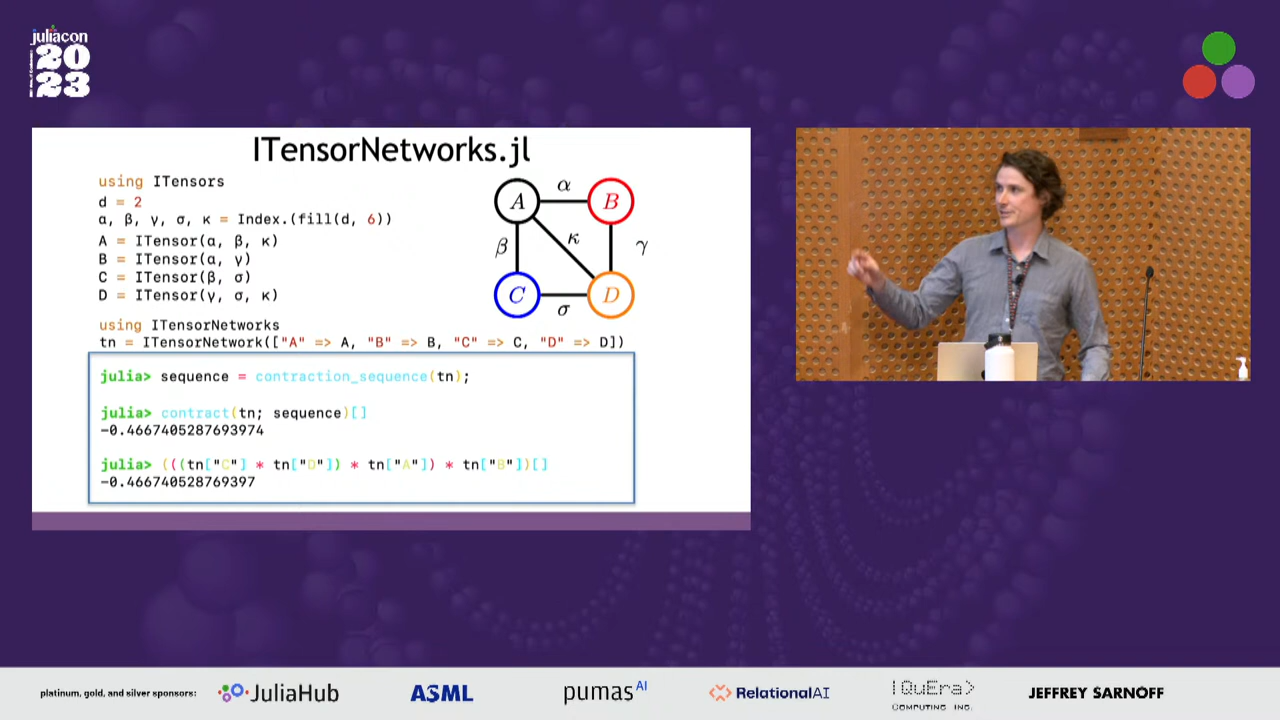 juliacon
2023
ITensorNetworks.jl
using ITensors
d = 2
α, β, γ, σ, κ = Index.(fill(d, 6))
A = ITensor(α, β, κ)
B = ITensor(α, γ)
C = ITensor(β, σ)
D = ITensor(γ, σ, κ)
A α B
β κ γ
C σ D
using ITensorNetworks
tn = ITensorNetwork(["A" => A, "B" => B, "C" => C, "D" => D])
julia> sequence = contraction_sequence(tn);
julia> contract(tn; sequence)[]
-0.4667405287693974
julia> (((tn["C"] * tn["D"]) * tn["A"]) * tn["B"])[]
-0.466740528769397
platinum, gold, and silver sponsors: JuliaHub ASML pumasAI RelationalAI |QuEra> COMPUTING INC. JEFFREY SARNOFF